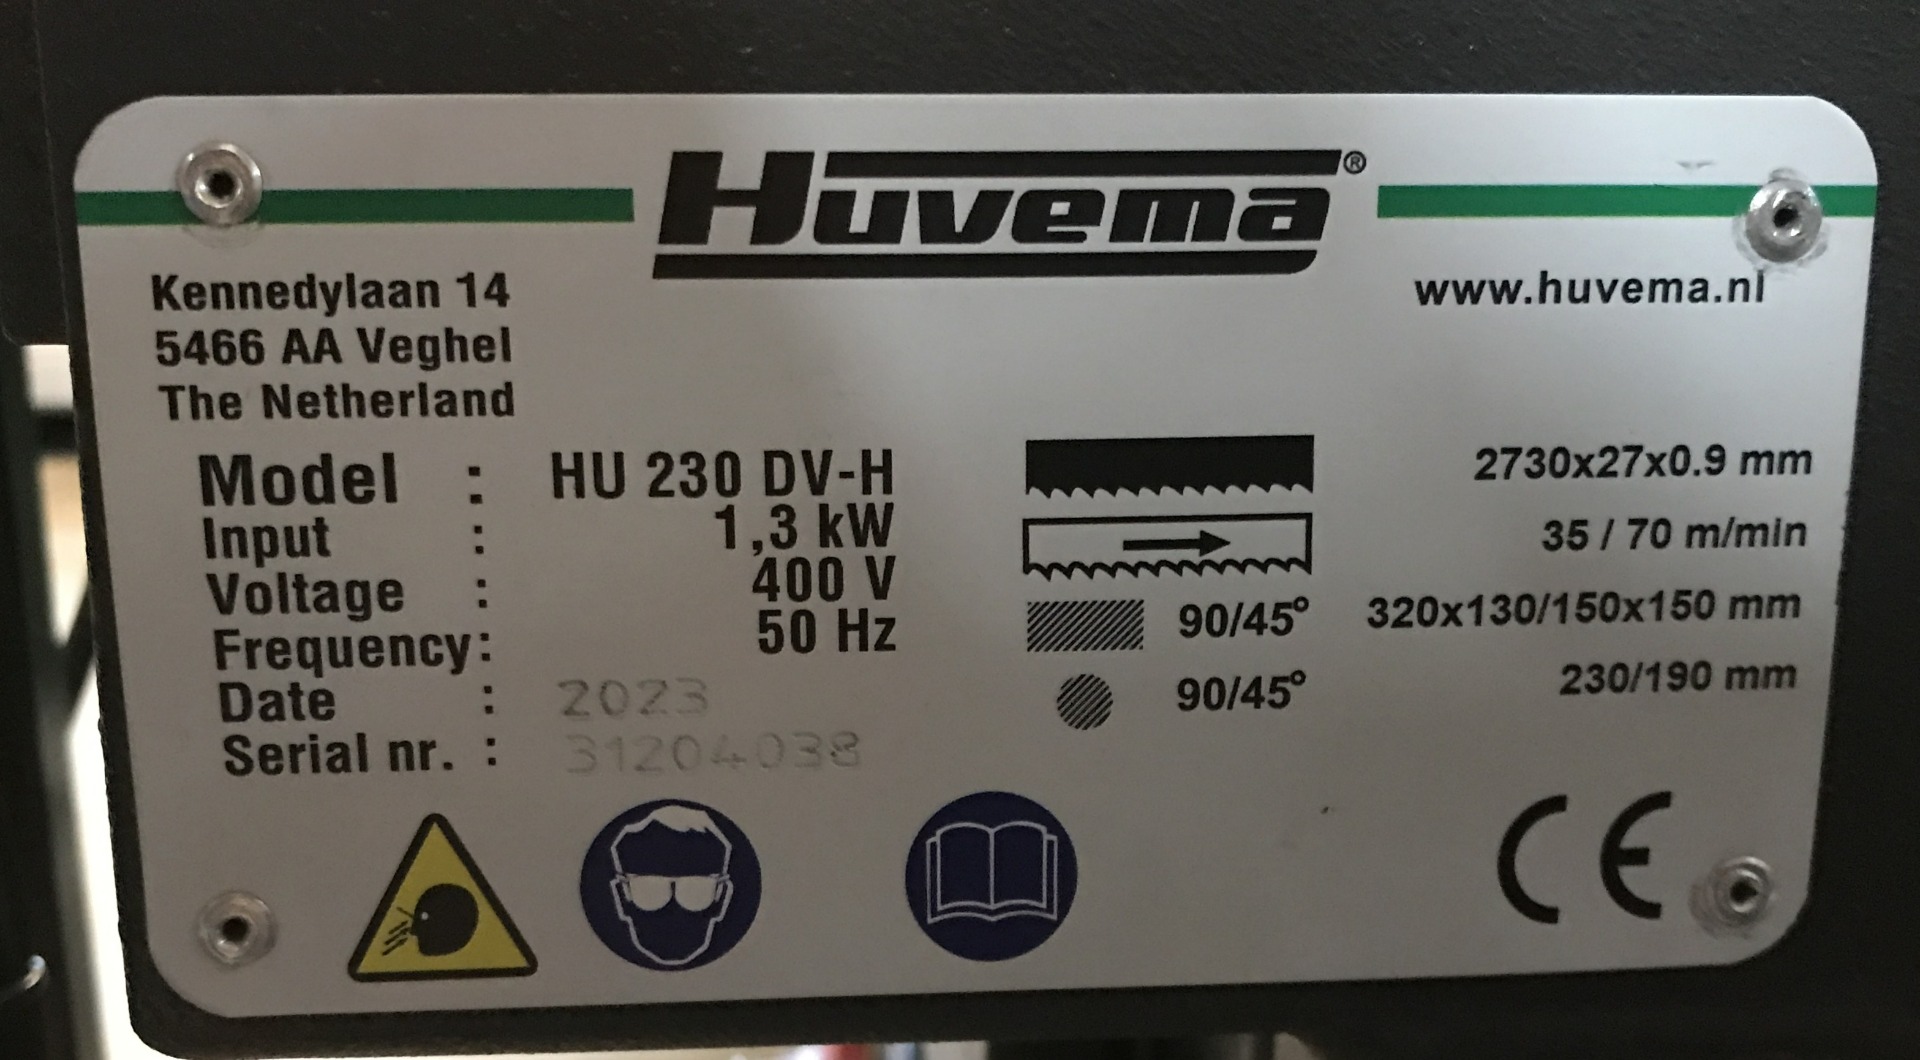 Huvema®
Kennedylaan 14
5466 AA Veghel
The Netherland
www.huvema.nl
Model : HU 230 DV-H
Input : 1,3 kW
Voltage : 400 V
Frequency: 50 Hz
Date : 2023
Serial nr. : 31204038
2730x27x0.9 mm
35 / 70 m/min
90/45° 320x130/150x150 mm
90/45° 230/190 mm
CE